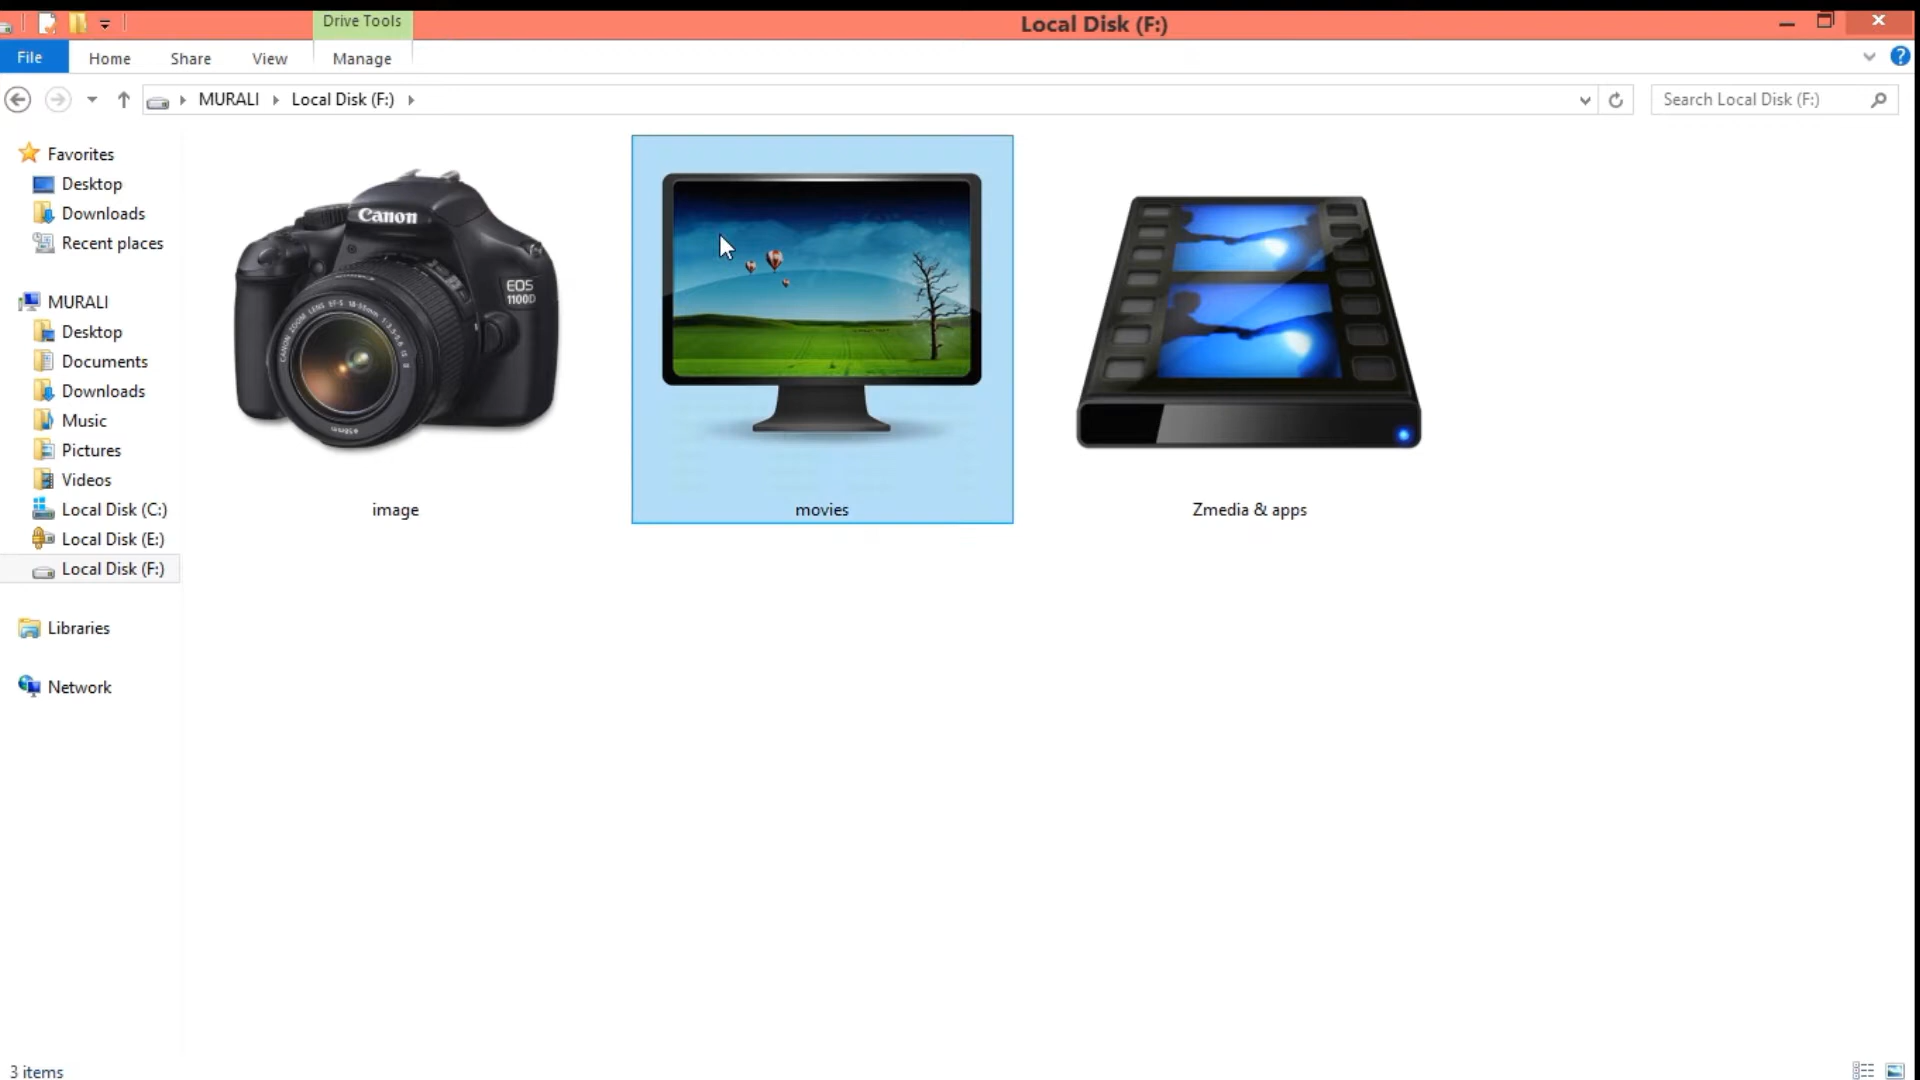 Drive Tools
Local Disk (F:)
File
Home
Share
View
Manage
?
MURALI
Local Disk (F:)
Search Local Disk (F:)
Favorites
Desktop
Downloads
Recent places
MURALI
Desktop
Documents
Downloads
Music
Pictures
Videos
Local Disk (C:)
Local Disk (E:)
Local Disk (F:)
Libraries
Network
Canon
EOS
1100D
image
movies
Zmedia & apps
3 items